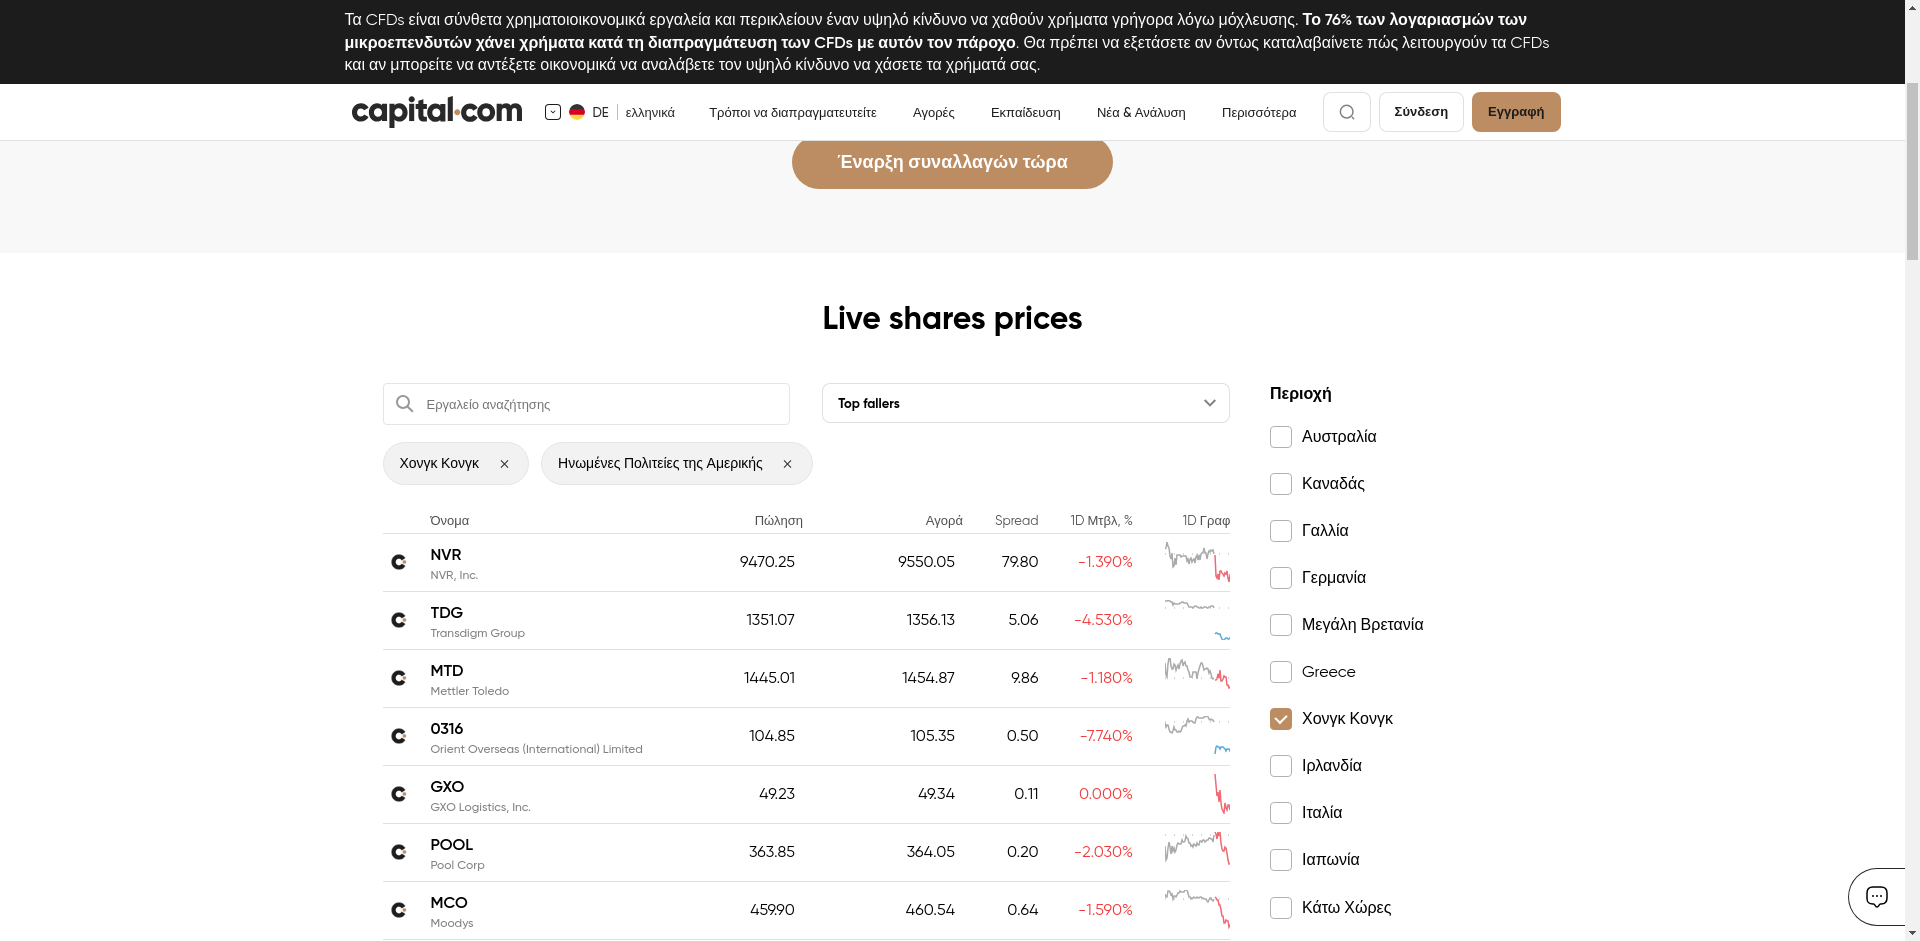 Τα CFDs είναι σύνθετα χρηματοιοικονομικά εργαλεία και περικλείουν έναν υψηλό κίνδυνο να χαθούν χρήματα γρήγορα λόγω μόχλευσης. Το 76% των λογαριασμών των
μικροεπενδυτών χάνει χρήματα κατά τη διαπραγμάτευση των CFDs με αυτόν τον πάροχο. Θα πρέπει να εξετάσετε αν όντως καταλαβαίνετε πώς λειτουργούν τα CFDs
και αν μπορείτε να αντέξετε οικονομικά να αναλάβετε τον υψηλό κίνδυνο να χάσετε τα χρήματά σας.
capital.com DE ελληνικά Τρόποι να διαπραγματευτείτε Αγορές Εκπαίδευση Νέα & Ανάλυση Περισσότερα Σύνδεση Εγγραφή
Έναρξη συναλλαγών τώρα
Live shares prices
Εργαλείο αναζήτησης
Top fallers
Χονγκ Κονγκ
Ηνωμένες Πολιτείες της Αμερικής
Όνομα Πώληση Αγορά Spread 1D Μτβλ, % 1D Γραφ
NVR 9470.25 9550.05 79.80 -1.390%
NVR, Inc.
TDG 1351.07 1356.13 5.06 -4.530%
Transdigm Group
MTD 1445.01 1454.87 9.86 -1.180%
Mettler Toledo
0316 104.85 105.35 0.50 -7.740%
Orient Overseas (International) Limited
GXO 49.23 49.34 0.11 0.000%
GXO Logistics, Inc.
POOL 363.85 364.05 0.20 -2.030%
Pool Corp
MCO 459.90 460.54 0.64 -1.590%
Moodys
Περιοχή
Αυστραλία
Καναδάς
Γαλλία
Γερμανία
Μεγάλη Βρετανία
Greece
Χονγκ Κονγκ
Ιρλανδία
Ιταλία
Ιαπωνία
Κάτω Χώρες